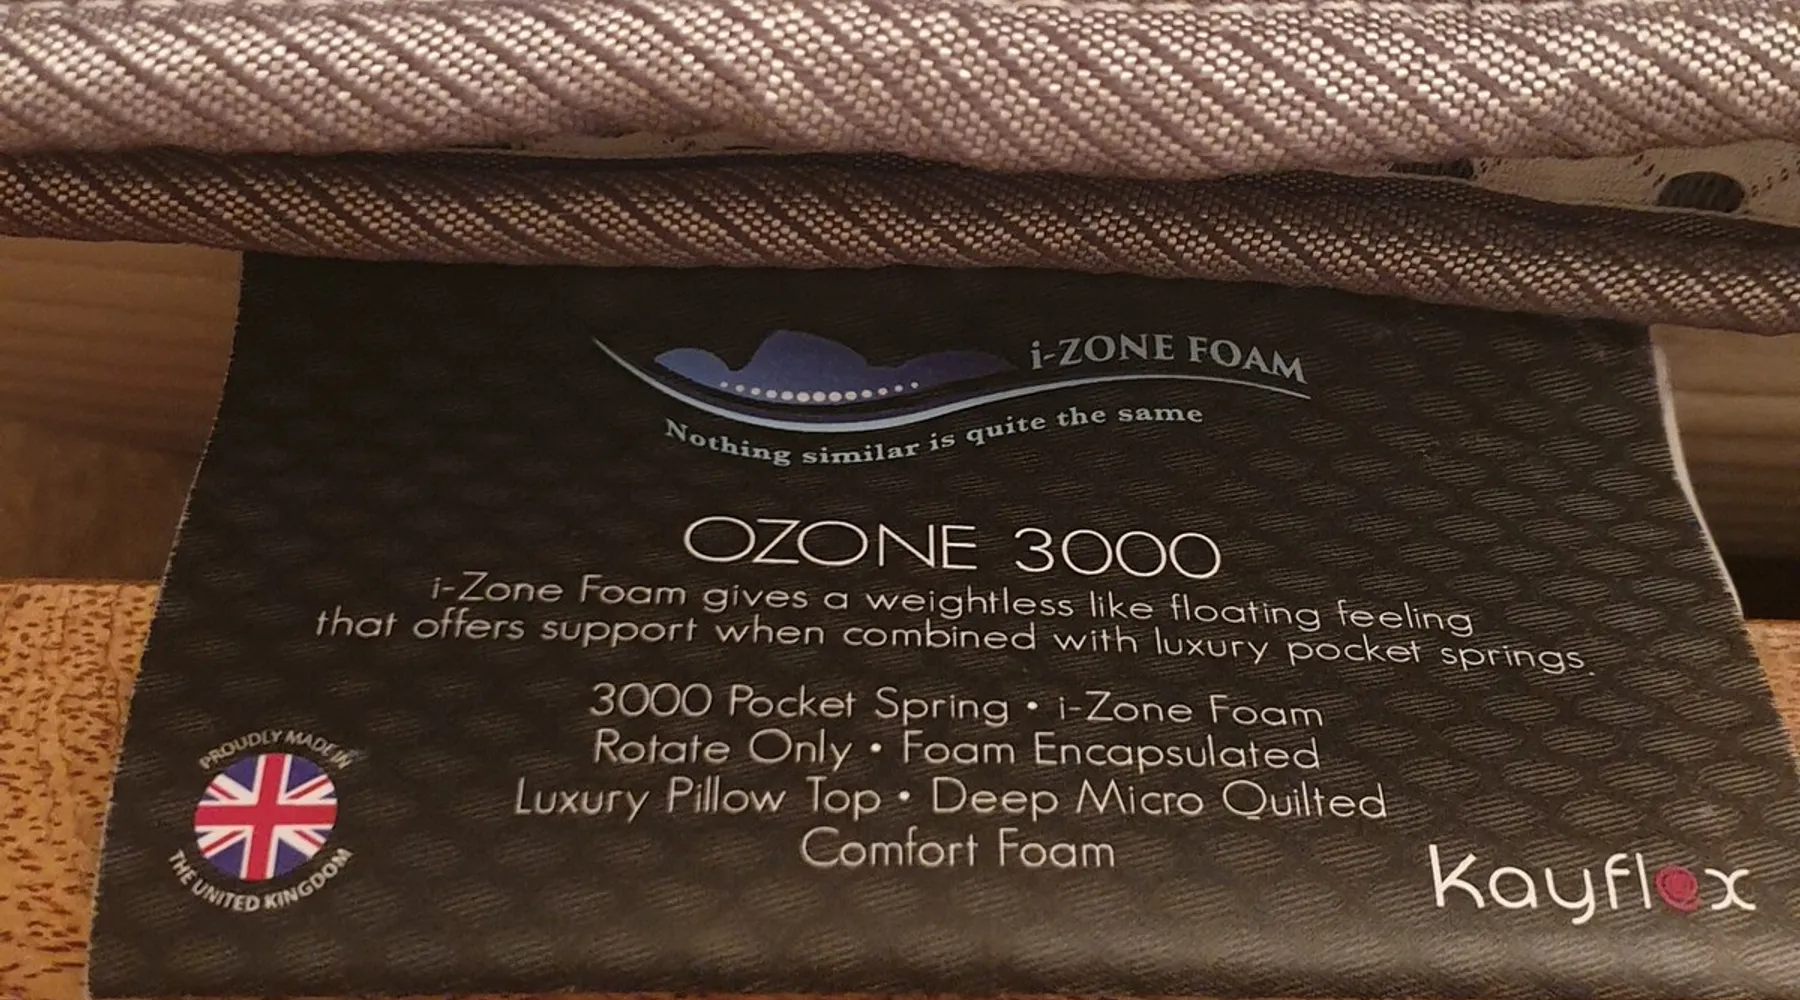 i-ZONE FOAM
Nothing similar is quite the same
OZONE 3000
i-Zone Foam gives a weightless like floating feeling
that offers support when combined with luxury pocket springs.
3000 Pocket Spring • i-Zone Foam
Rotate Only • Foam Encapsulated
Luxury Pillow Top • Deep Micro Quilted
Comfort Foam
PROUDLY MADE IN
THE UNITED KINGDOM
Kayflex